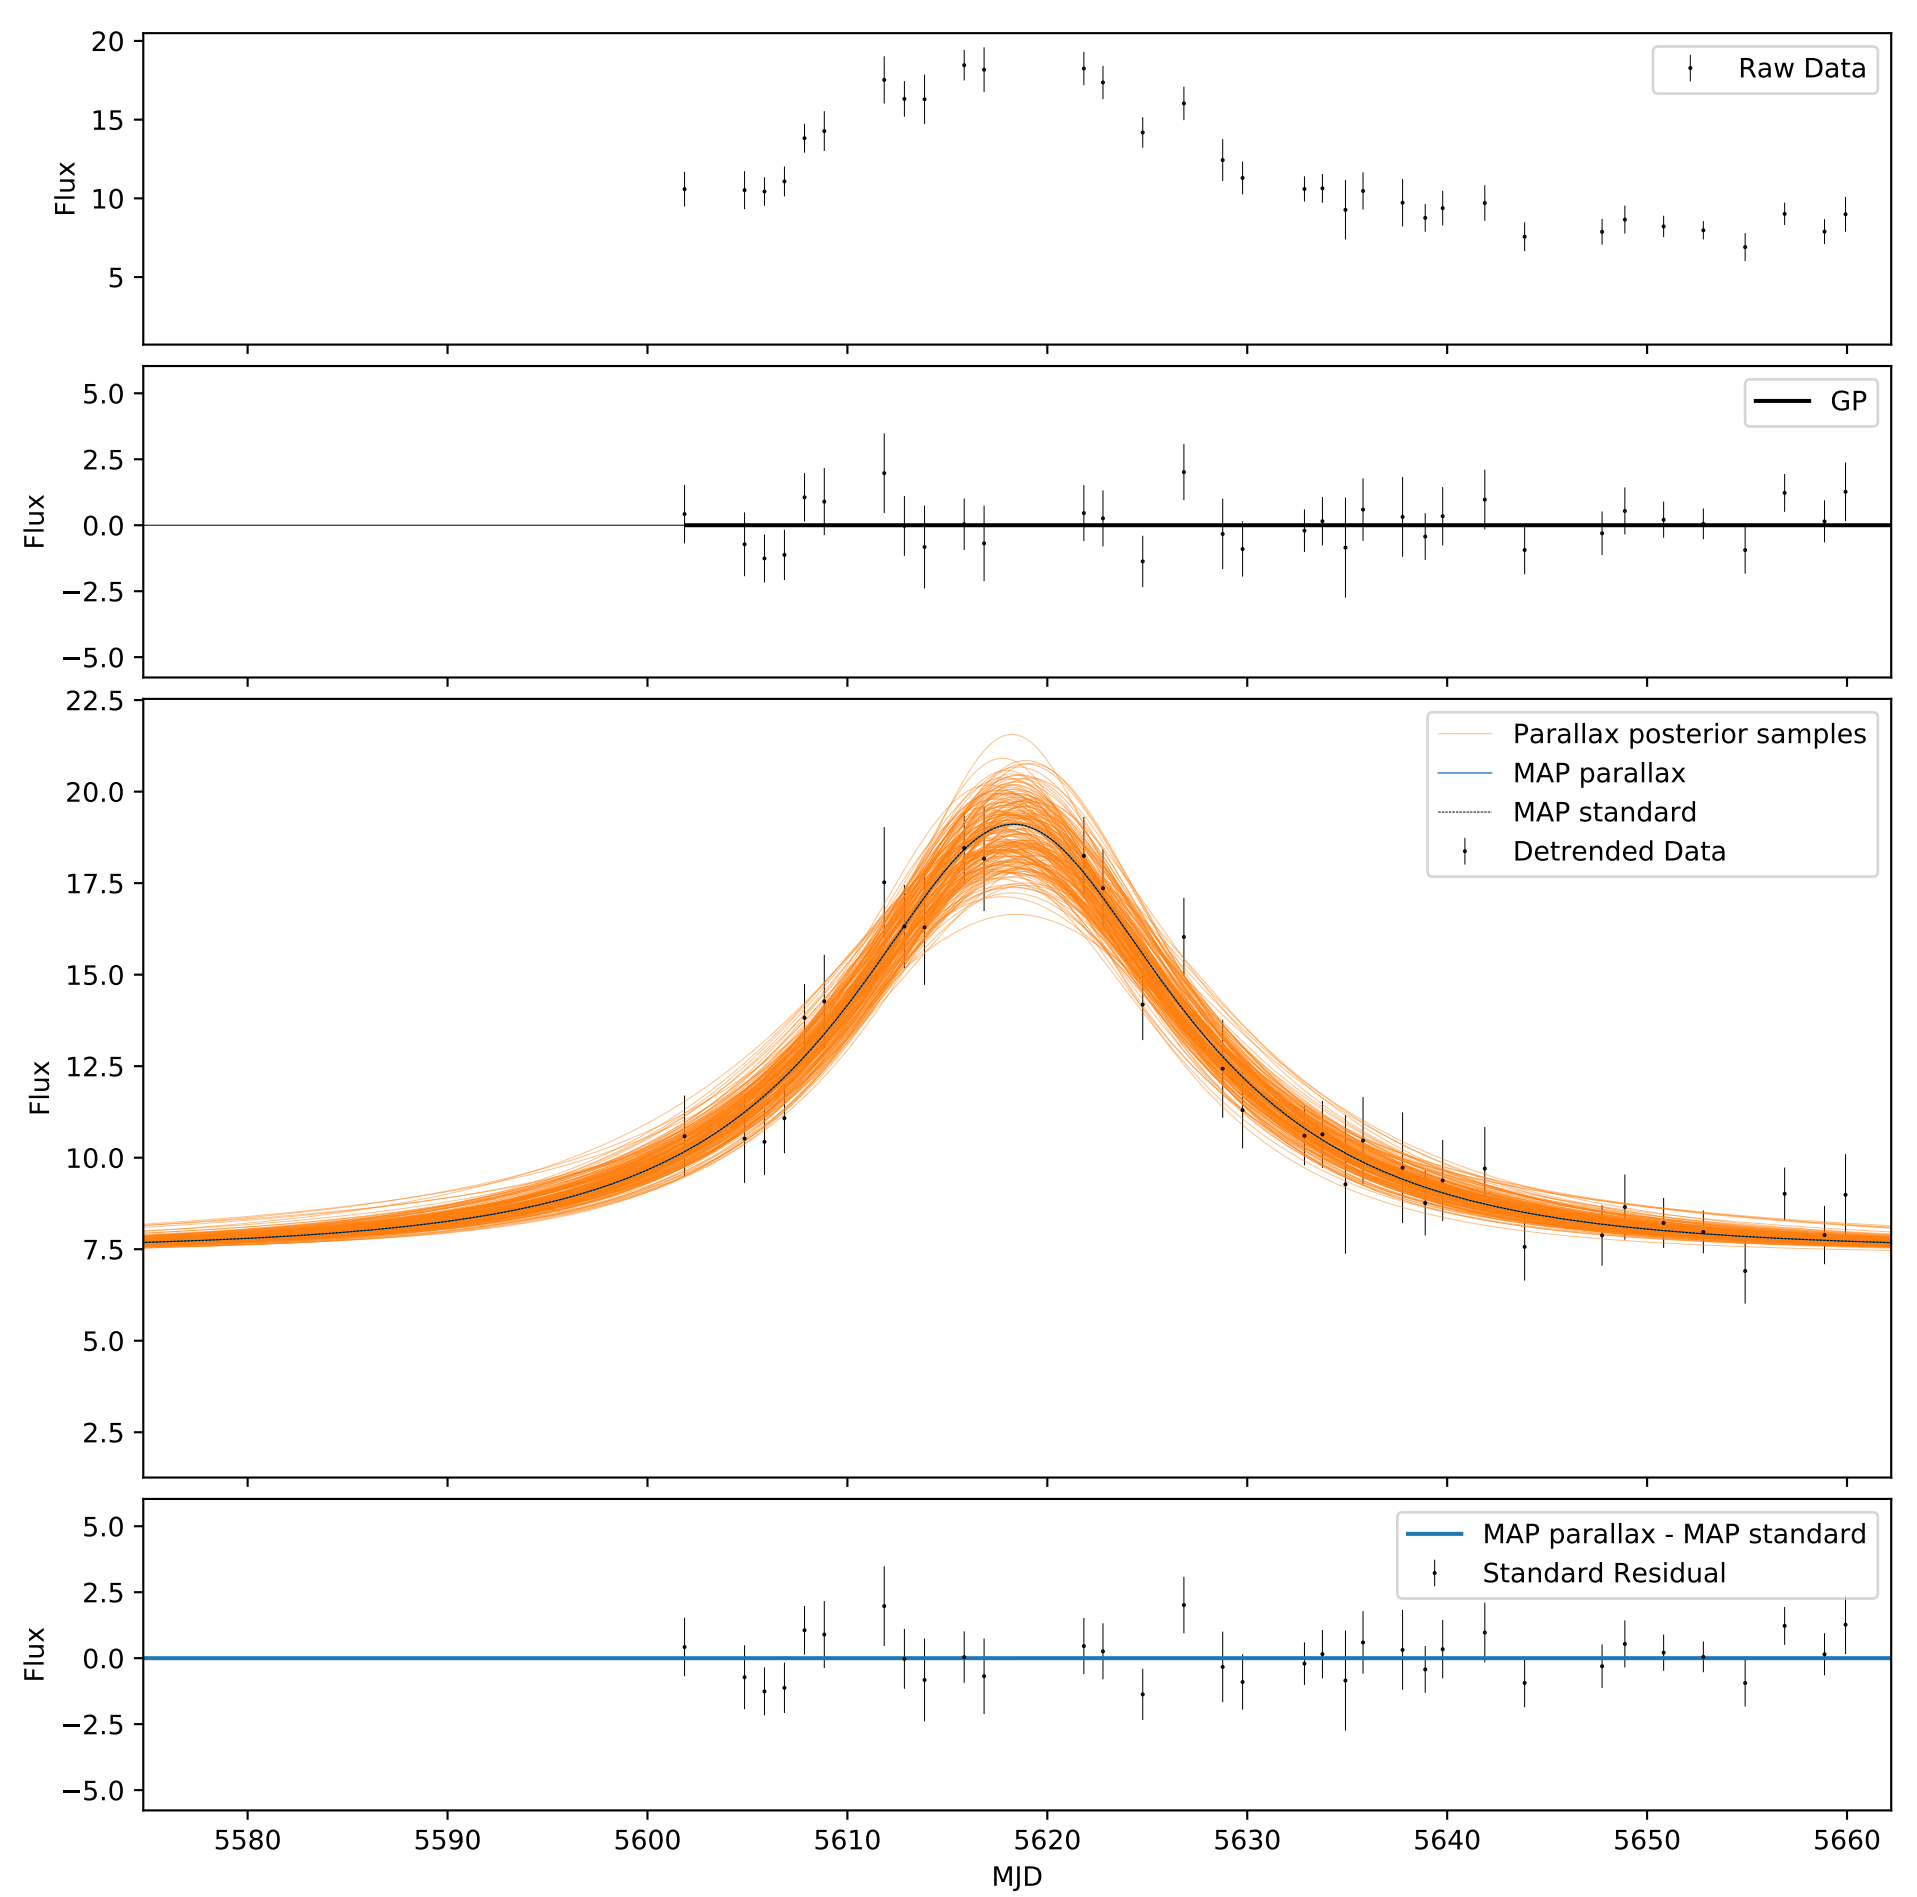 20
15
10
5
Flux
Raw Data
5.0
2.5
0.0
−2.5
−5.0
Flux
GP
22.5
20.0
17.5
15.0
12.5
10.0
7.5
5.0
2.5
Flux
Parallax posterior samples
MAP parallax
MAP standard
Detrended Data
5.0
2.5
0.0
−2.5
−5.0
Flux
MAP parallax - MAP standard
Standard Residual
5580 5590 5600 5610 5620 5630 5640 5650 5660
MJD